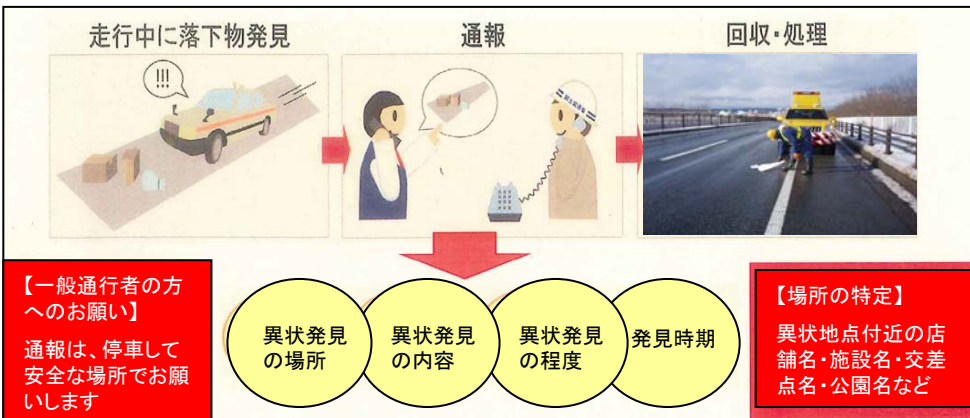 走行中に落下物発見
通報
回収・処理
!!!
【一般通行者の方
へのお願い】
通報は、停車して
安全な場所でお願
いします
異状発見
の場所
異状発見
の内容
異状発見
の程度
発見時期
【場所の特定】
異状地点付近の店
舗名・施設名・交差
点名・公園名など